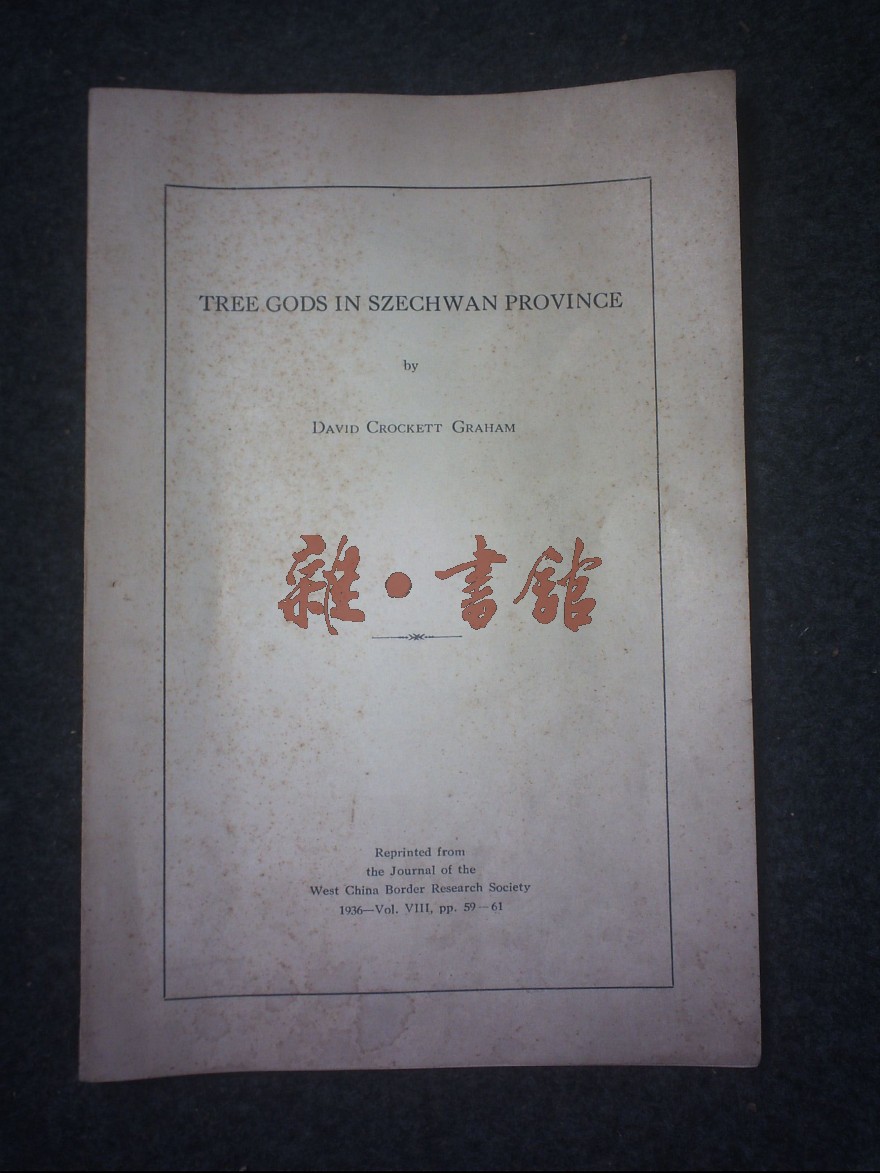 TREE GODS IN SZECHWAN PROVINCE
by
DAVID CROCKETT GRAHAM
雜·書館
Reprinted from
the Journal of the
West China Border Research Society
1936—Vol. VIII, pp. 59—61